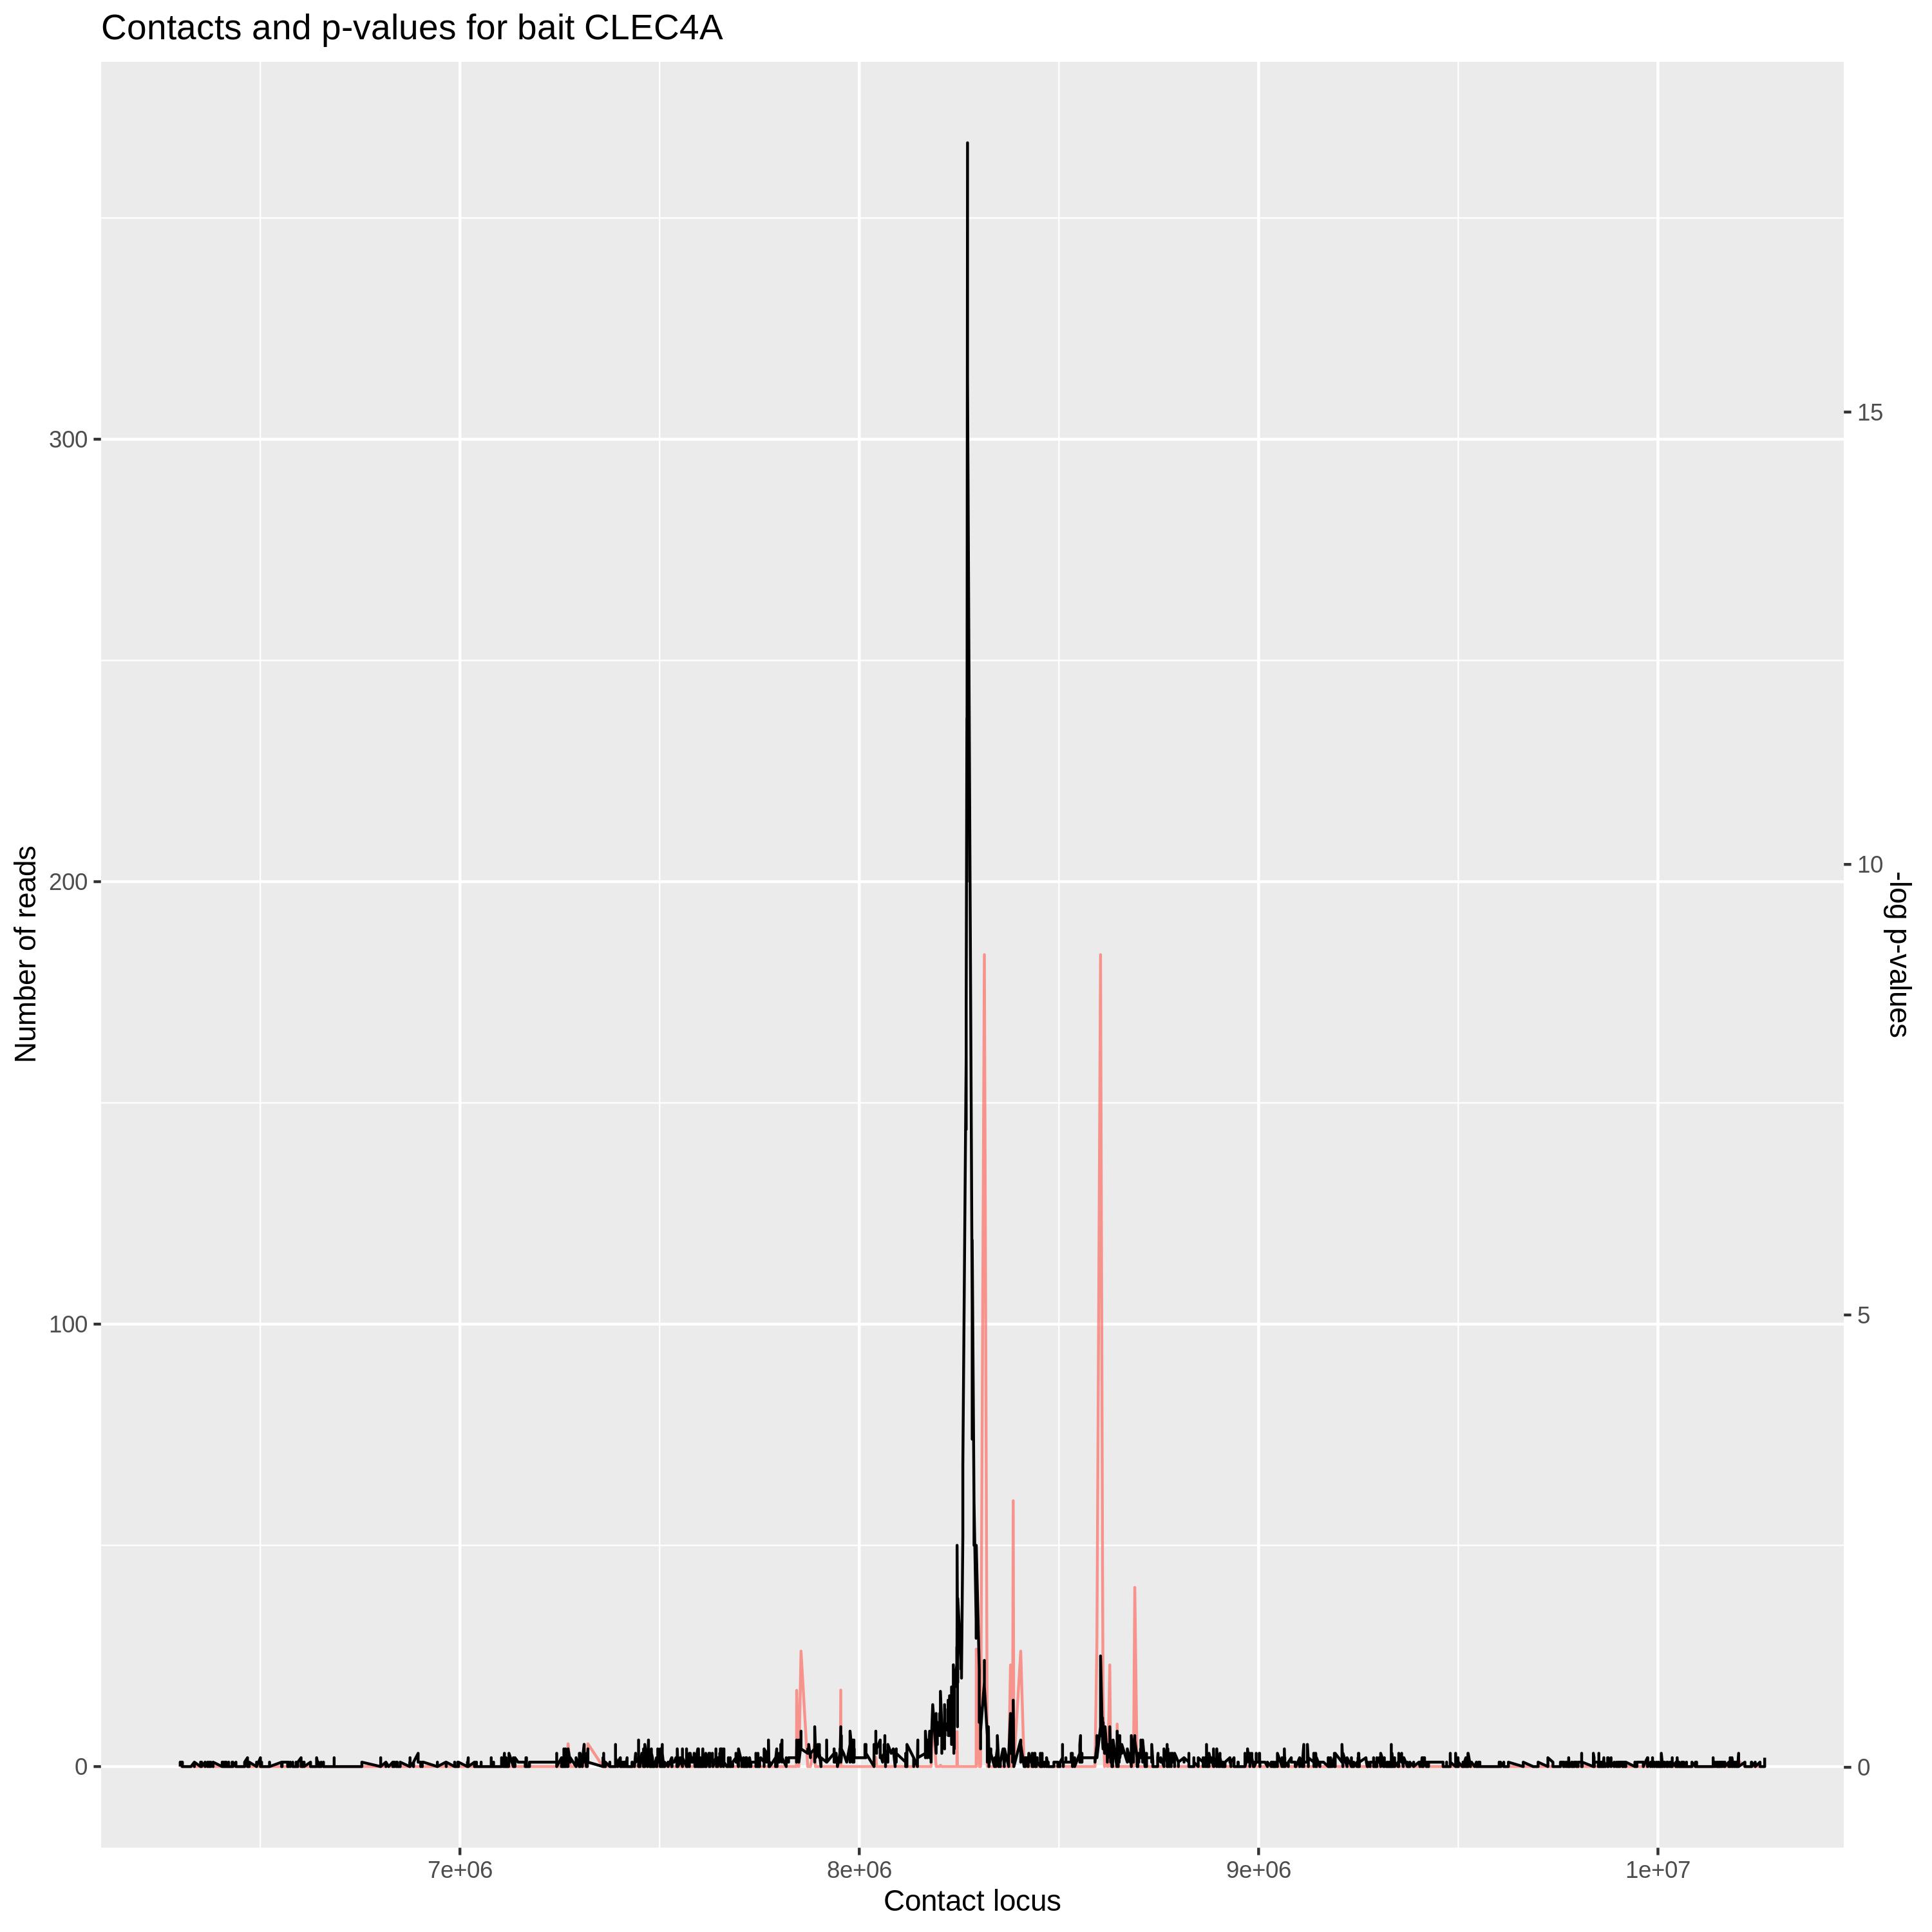 Contacts and p-values for bait CLEC4A
Number of reads
300
200
100
0
15
10
5
0
-log p-values
7e+06
8e+06
9e+06
1e+07
Contact locus